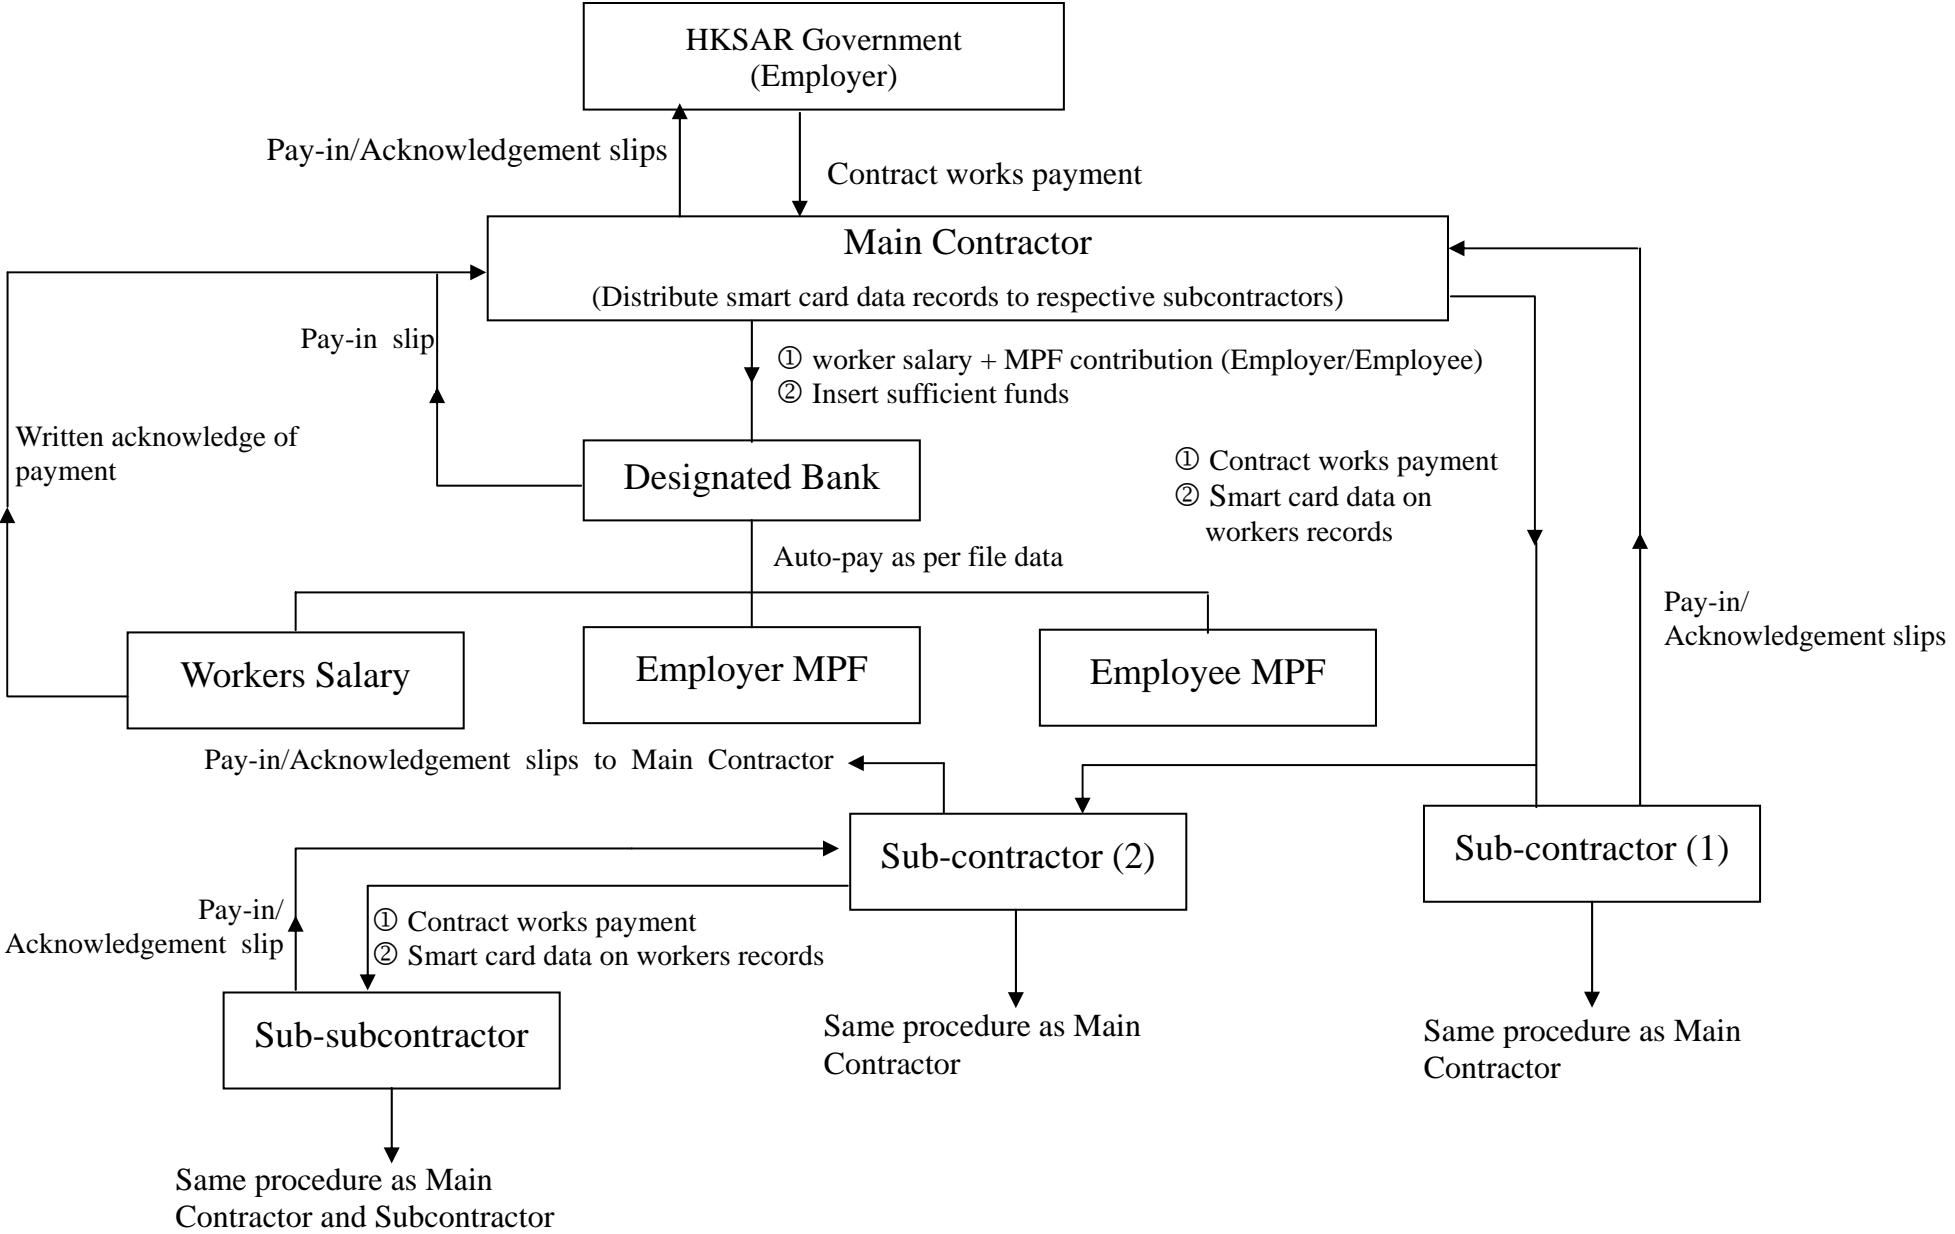 HKSAR Government
(Employer)
Pay-in/Acknowledgement slips
Contract works payment
Main Contractor
(Distribute smart card data records to respective subcontractors)
Pay-in slip
① worker salary + MPF contribution (Employer/Employee)
② Insert sufficient funds
Written acknowledge of
payment
Designated Bank
① Contract works payment
② Smart card data on
workers records
Auto-pay as per file data
Pay-in/
Acknowledgement slips
Workers Salary
Employer MPF
Employee MPF
Pay-in/Acknowledgement slips to Main Contractor
Sub-contractor (2)
Sub-contractor (1)
Pay-in/
Acknowledgement slip
① Contract works payment
② Smart card data on workers records
Sub-subcontractor
Same procedure as Main
Contractor
Same procedure as Main
Contractor
Same procedure as Main
Contractor and Subcontractor